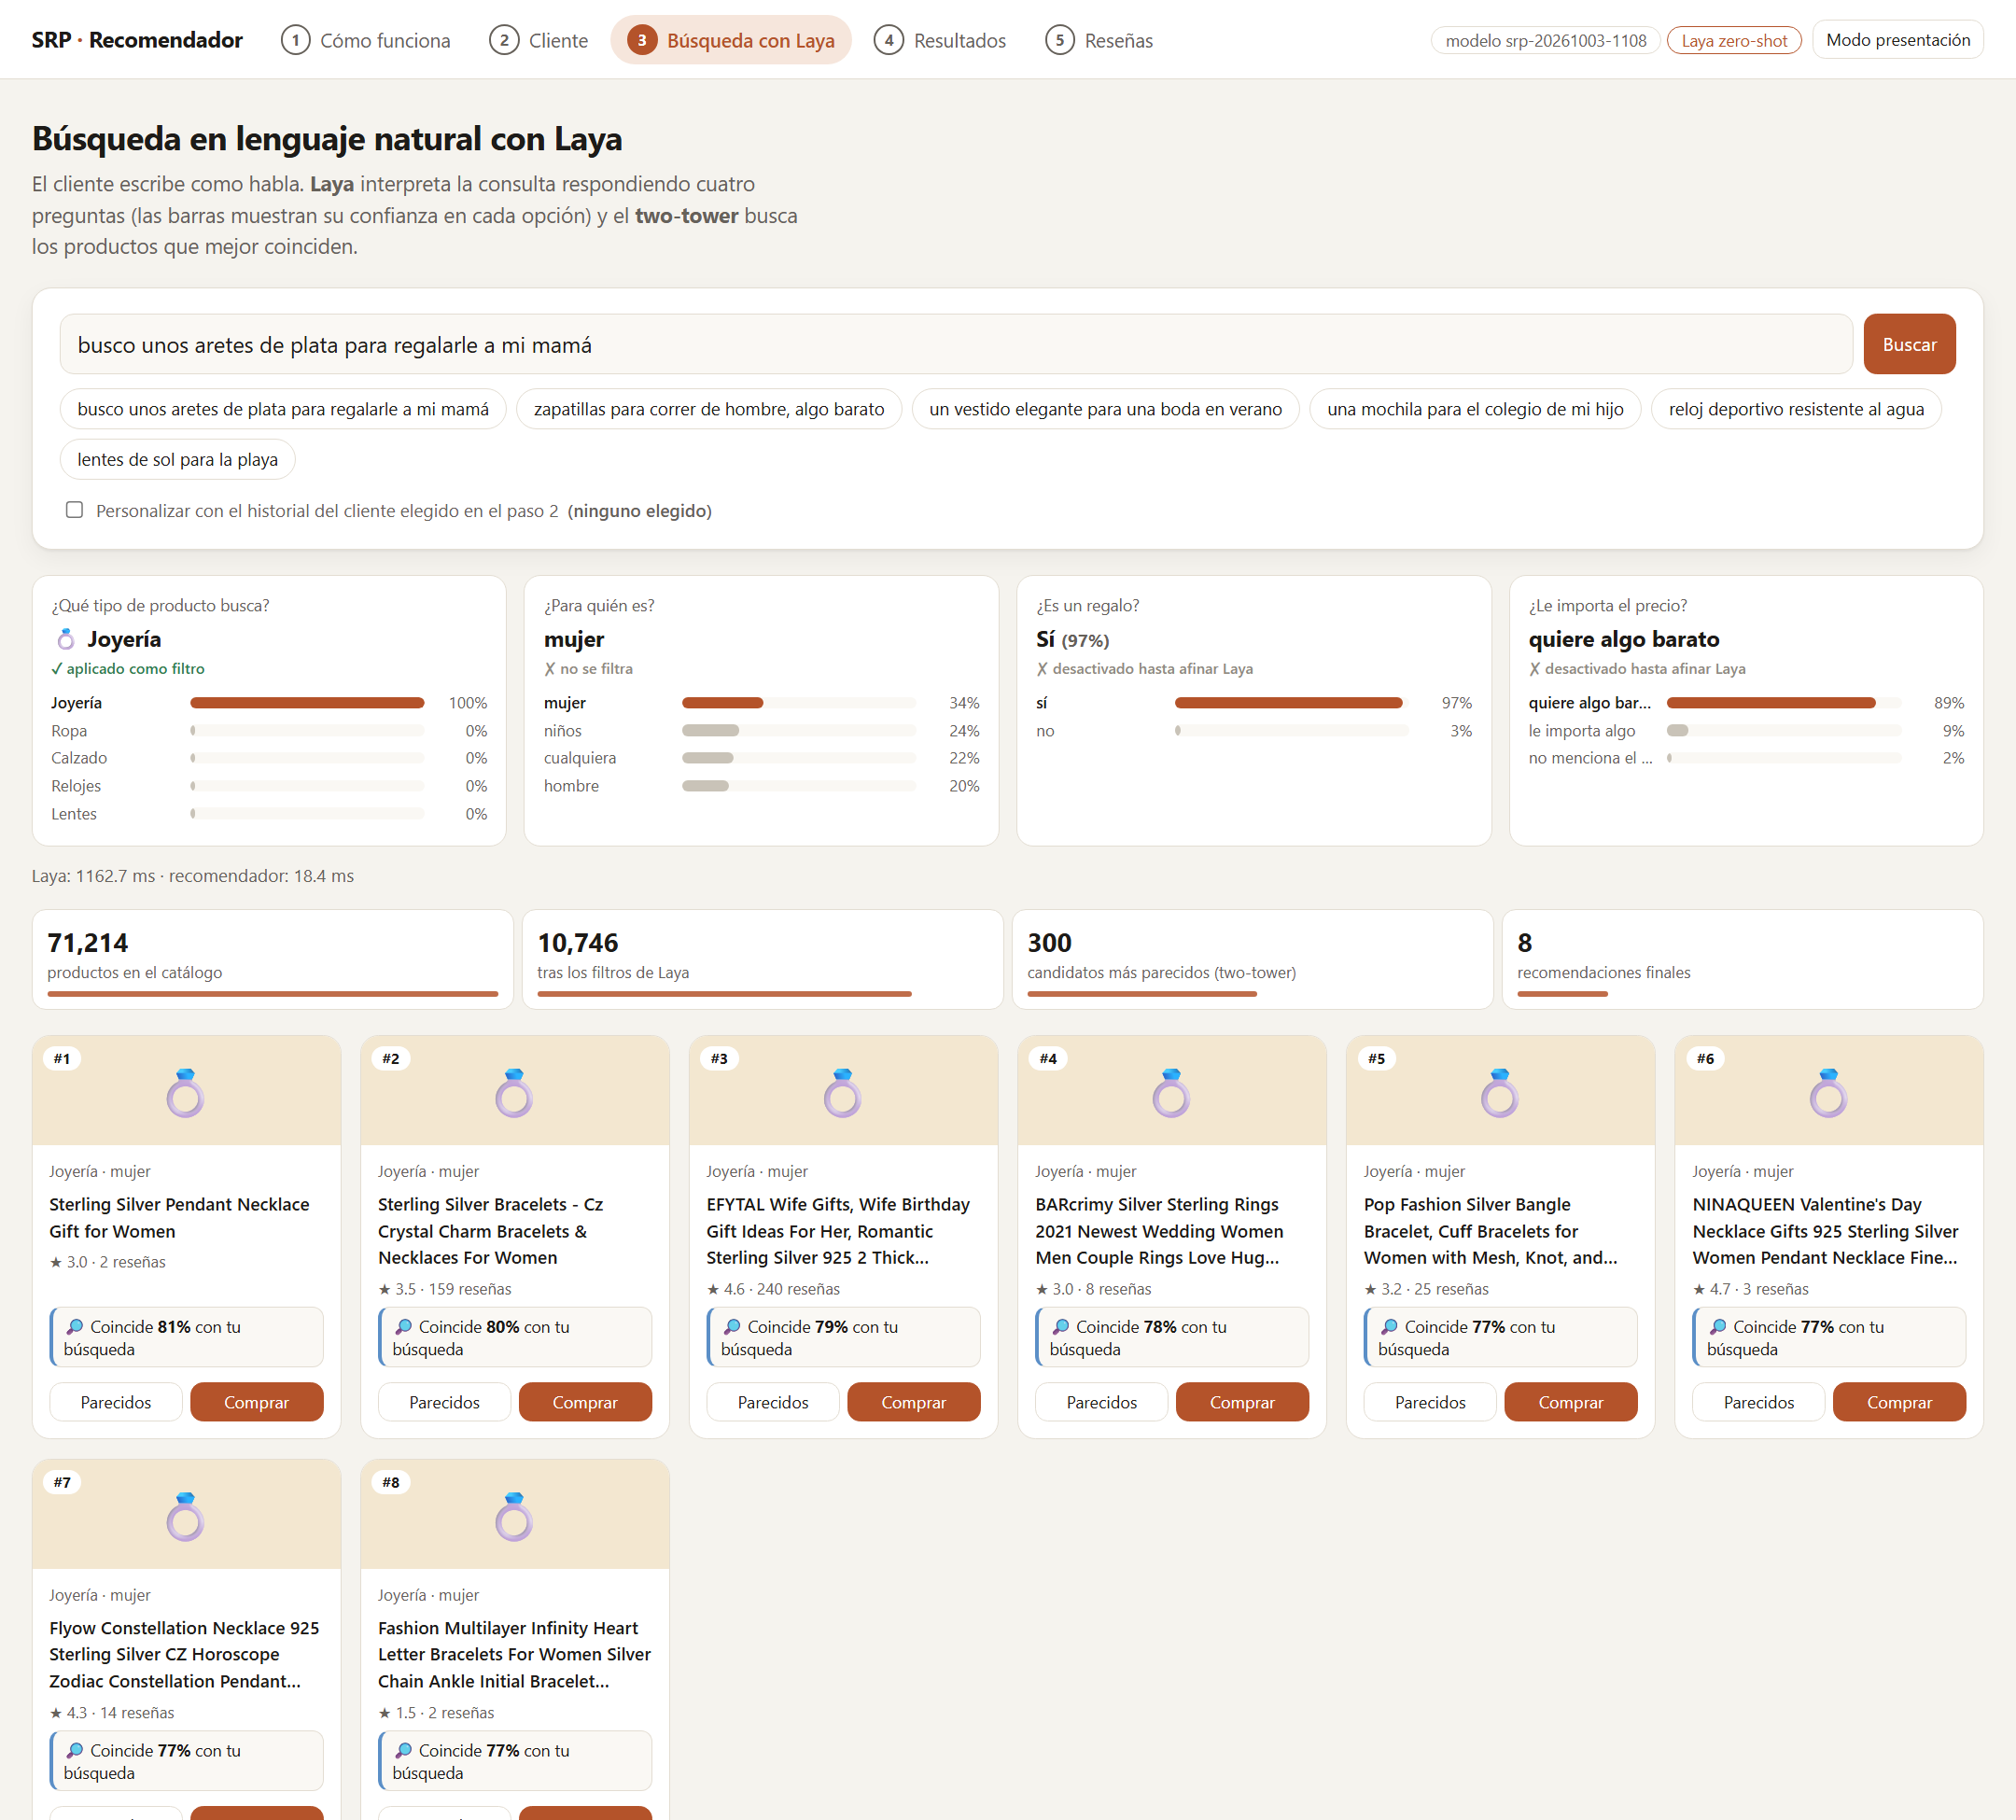 SRP · Recomendador
1 Cómo funciona
2 Cliente
3 Búsqueda con Laya
4 Resultados
5 Reseñas
modelo srp-20261003-1108
Laya zero-shot
Modo presentación
Búsqueda en lenguaje natural con Laya
El cliente escribe como habla. Laya interpreta la consulta respondiendo cuatro
preguntas (las barras muestran su confianza en cada opción) y el two-tower busca
los productos que mejor coinciden.
busco unos aretes de plata para regalarle a mi mamá
Buscar
busco unos aretes de plata para regalarle a mi mamá
zapatillas para correr de hombre, algo barato
un vestido elegante para una boda en verano
una mochila para el colegio de mi hijo
reloj deportivo resistente al agua
lentes de sol para la playa
Personalizar con el historial del cliente elegido en el paso 2 (ninguno elegido)
¿Qué tipo de producto busca?
Joyería
✓ aplicado como filtro
Joyería 100%
Ropa 0%
Calzado 0%
Relojes 0%
Lentes 0%
¿Para quién es?
mujer
✗ no se filtra
mujer 34%
niños 24%
cualquiera 22%
hombre 20%
¿Es un regalo?
Sí (97%)
✗ desactivado hasta afinar Laya
sí 97%
no 3%
¿Le importa el precio?
quiere algo barato
✗ desactivado hasta afinar Laya
quiere algo bar... 89%
le importa algo 9%
no menciona el ... 2%
Laya: 1162.7 ms · recomendador: 18.4 ms
71,214
productos en el catálogo
10,746
tras los filtros de Laya
300
candidatos más parecidos (two-tower)
8
recomendaciones finales
#1
Joyería · mujer
Sterling Silver Pendant Necklace
Gift for Women
★ 3.0 · 2 reseñas
Coincide 81% con tu
búsqueda
Parecidos
Comprar
#2
Joyería · mujer
Sterling Silver Bracelets - Cz
Crystal Charm Bracelets &
Necklaces For Women
★ 3.5 · 159 reseñas
Coincide 80% con tu
búsqueda
Parecidos
Comprar
#3
Joyería · mujer
EFYTAL Wife Gifts, Wife Birthday
Gift Ideas For Her, Romantic
Sterling Silver 925 2 Thick...
★ 4.6 · 240 reseñas
Coincide 79% con tu
búsqueda
Parecidos
Comprar
#4
Joyería · mujer
BARcrimy Silver Sterling Rings
2021 Newest Wedding Women
Men Couple Rings Love Hug...
★ 3.0 · 8 reseñas
Coincide 78% con tu
búsqueda
Parecidos
Comprar
#5
Joyería · mujer
Pop Fashion Silver Bangle
Bracelet, Cuff Bracelets for
Women with Mesh, Knot, and...
★ 3.2 · 25 reseñas
Coincide 77% con tu
búsqueda
Parecidos
Comprar
#6
Joyería · mujer
NINAQUEEN Valentine's Day
Necklace Gifts 925 Sterling Silver
Women Pendant Necklace Fine...
★ 4.7 · 3 reseñas
Coincide 77% con tu
búsqueda
Parecidos
Comprar
#7
Joyería · mujer
Flyow Constellation Necklace 925
Sterling Silver CZ Horoscope
Zodiac Constellation Pendant...
★ 4.3 · 14 reseñas
Coincide 77% con tu
búsqueda
#8
Joyería · mujer
Fashion Multilayer Infinity Heart
Letter Bracelets For Women Silver
Chain Ankle Initial Bracelet...
★ 1.5 · 2 reseñas
Coincide 77% con tu
búsqueda